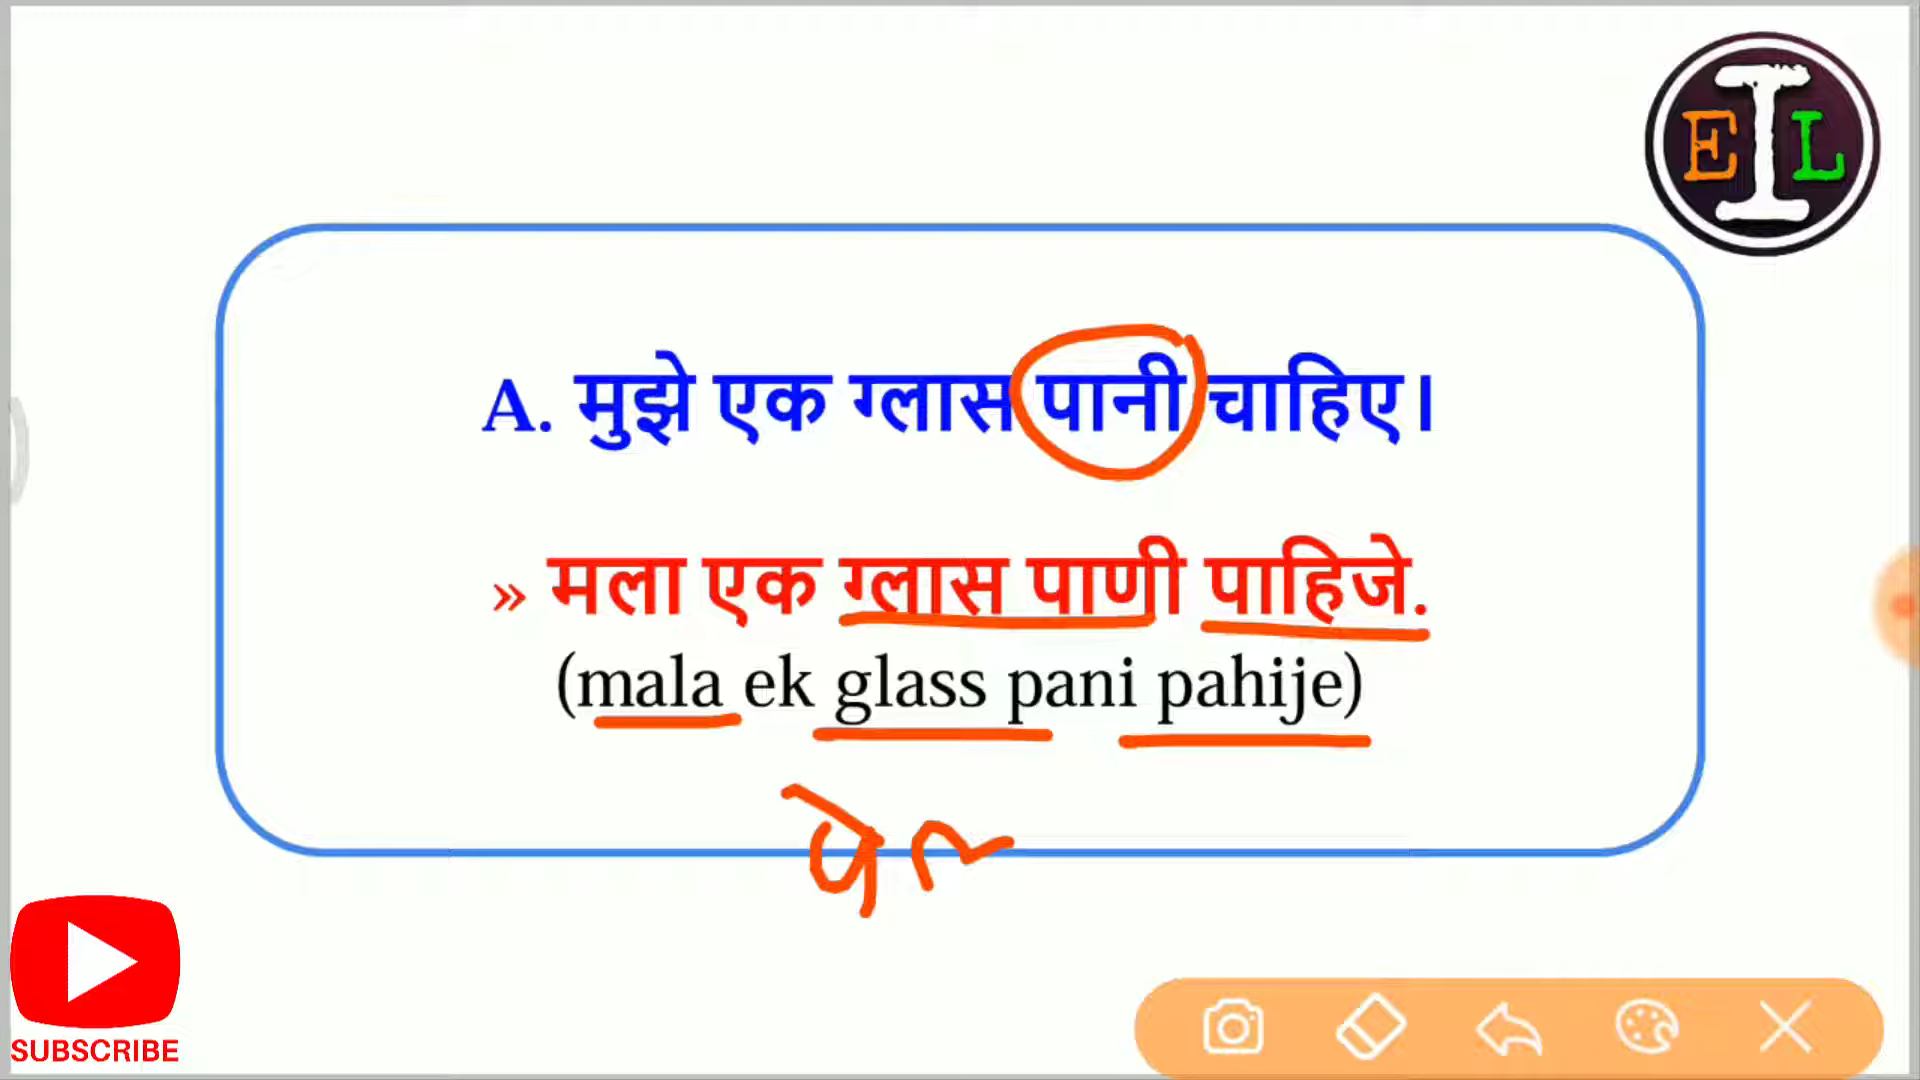 EIL
A. मुझे एक ग्लास पानी चाहिए।
» मला एक ग्लास पाणी पाहिजे.
(mala ek glass pani pahije)
SUBSCRIBE